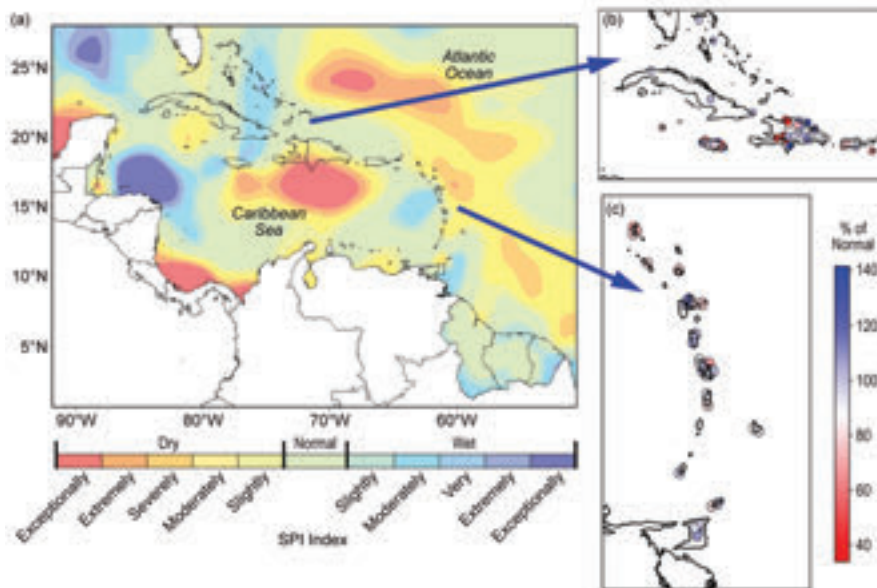 (a)
25°N
20°N
15°N
10°N
5°N
90°W 80°W 70°W 60°W
Atlantic
Ocean
Caribbean
Sea
Dry Normal Wet
Exceptionally
Extremely
Severely
Moderately
Slightly
Slightly
Moderately
Very
Extremely
Exceptionally
SPI Index
(b)
(c)
% of
Normal
140
120
100
80
60
40